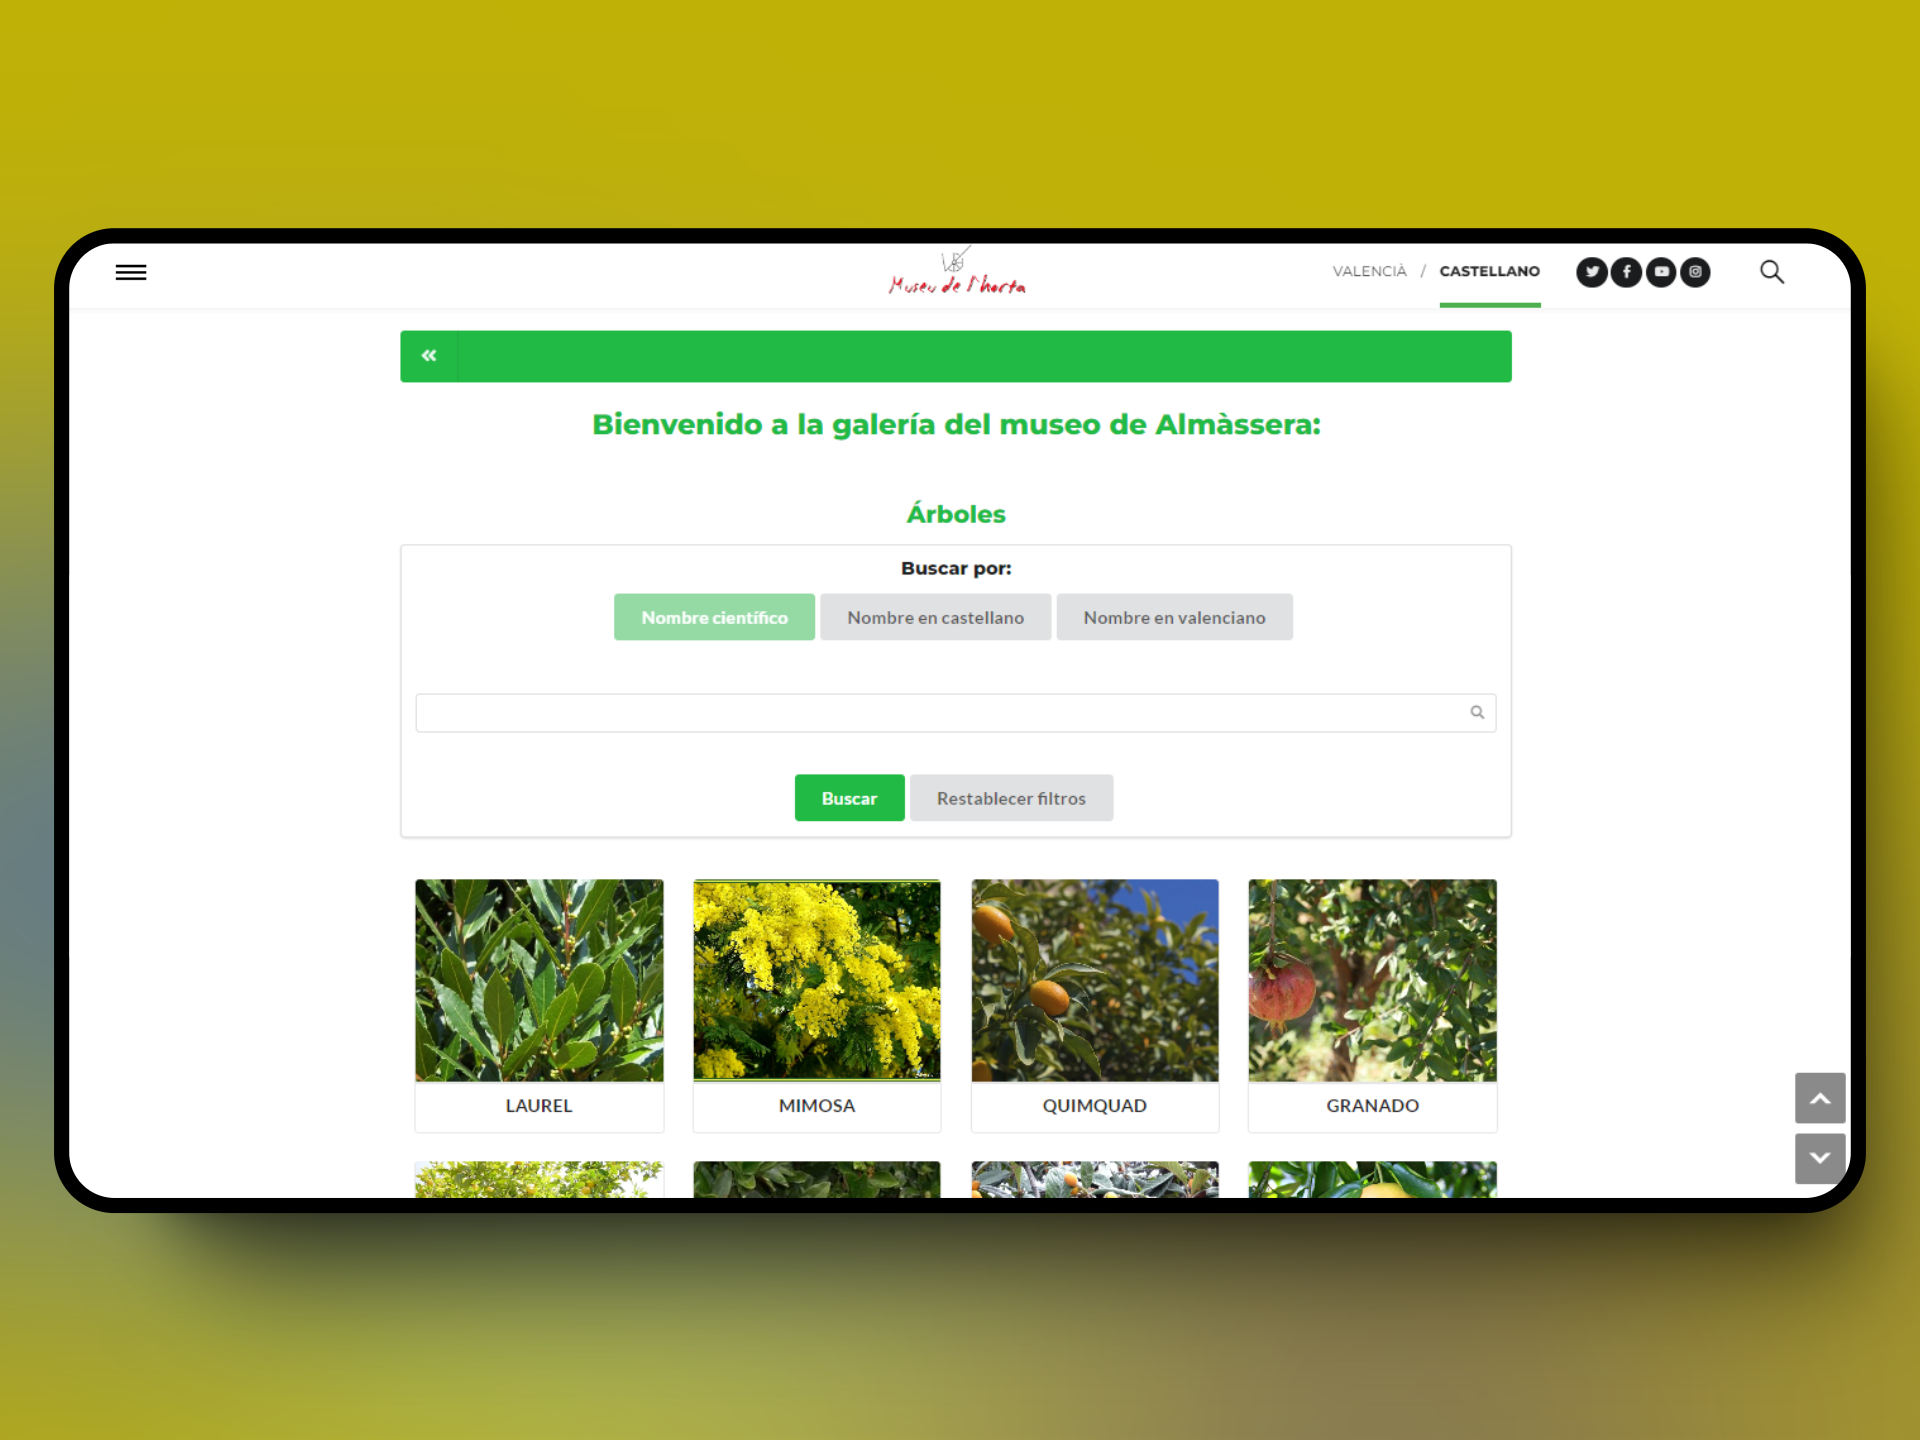 Museu de l'horta
VALENCIÀ / CASTELLANO
Bienvenido a la galería del museo de Almàssera:
Árboles
Buscar por:
Nombre científico Nombre en castellano Nombre en valenciano
Buscar Restablecer filtros
LAUREL MIMOSA QUIMQUAD GRANADO